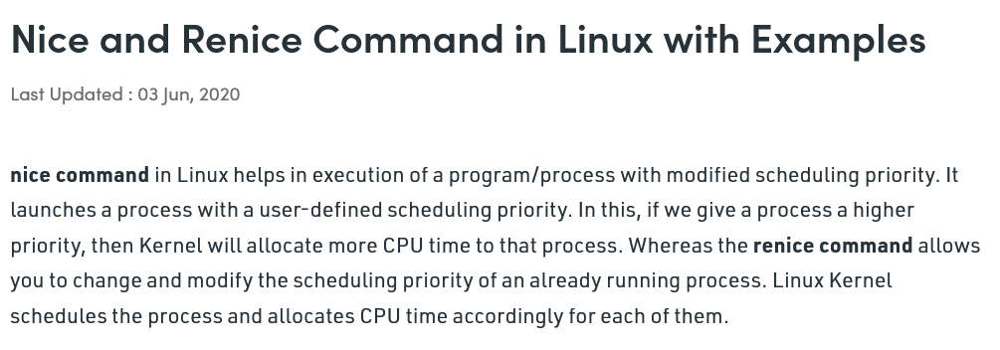 Nice and Renice Command in Linux with Examples
Last Updated : 03 Jun, 2020
nice command in Linux helps in execution of a program/process with modified scheduling priority. It
launches a process with a user-defined scheduling priority. In this, if we give a process a higher
priority, then Kernel will allocate more CPU time to that process. Whereas the renice command allows
you to change and modify the scheduling priority of an already running process. Linux Kernel
schedules the process and allocates CPU time accordingly for each of them.